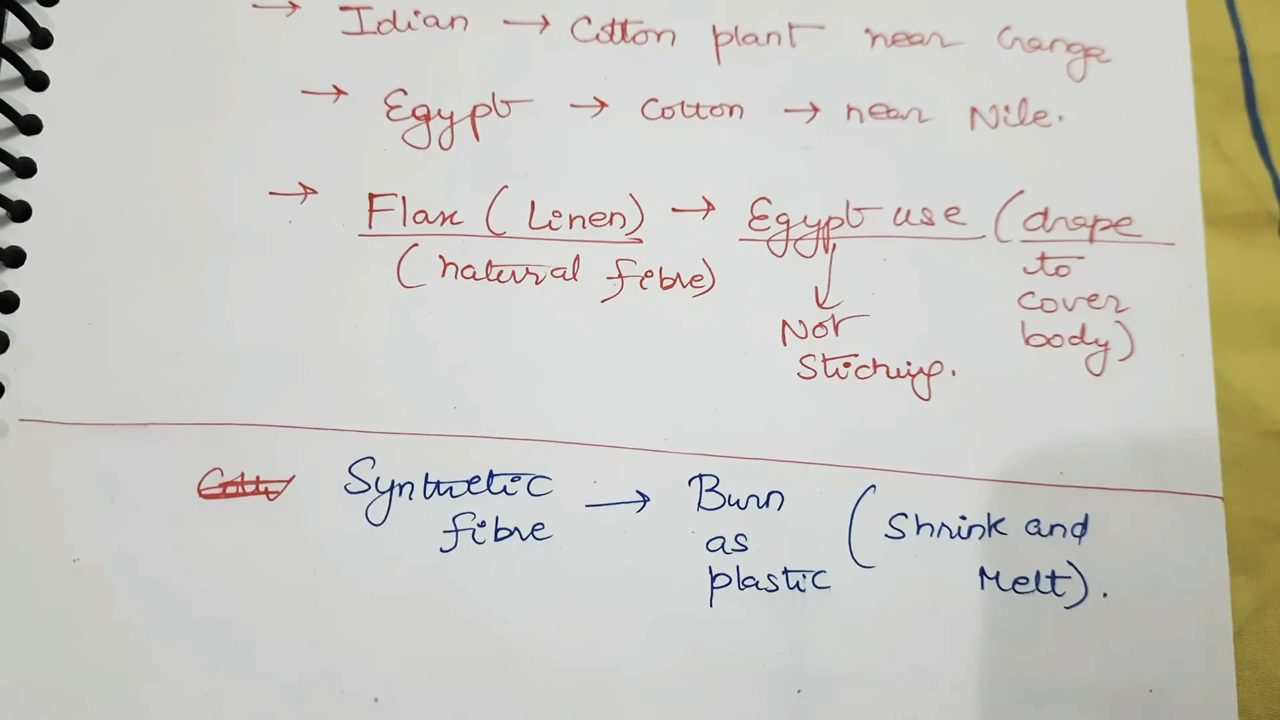 → Idian → Cotton plant near Gange
→ Egypt → Cotton → near Nile.
→ Flax (Linen) → Egypt use (drape
(natural fibre)
to
cover
body)
Not
Stiching.
Synthetic
fibre → Burn
as
plastic
(Shrink and
Melt).